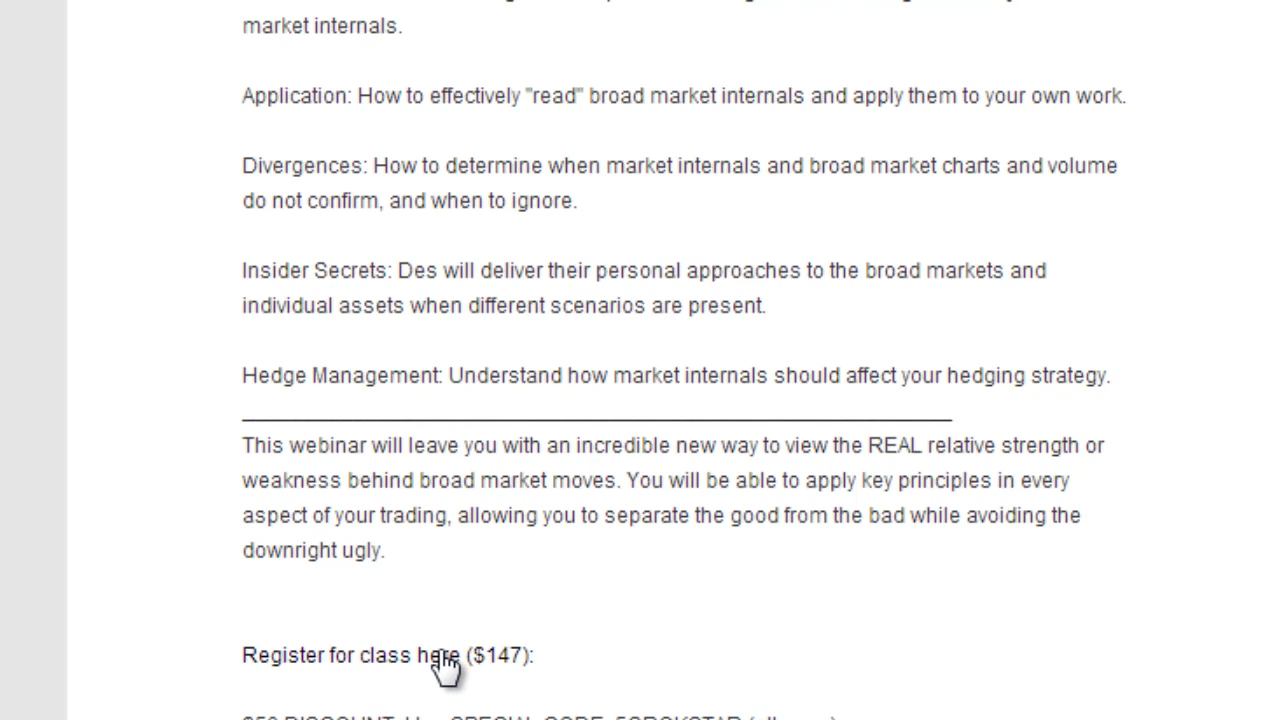 market internals.
Application: How to effectively "read" broad market internals and apply them to your own work.
Divergences: How to determine when market internals and broad market charts and volume
do not confirm, and when to ignore.
Insider Secrets: Des will deliver their personal approaches to the broad markets and
individual assets when different scenarios are present.
Hedge Management: Understand how market internals should affect your hedging strategy.
This webinar will leave you with an incredible new way to view the REAL relative strength or
weakness behind broad market moves. You will be able to apply key principles in every
aspect of your trading, allowing you to separate the good from the bad while avoiding the
downright ugly.
Register for class here ($147):